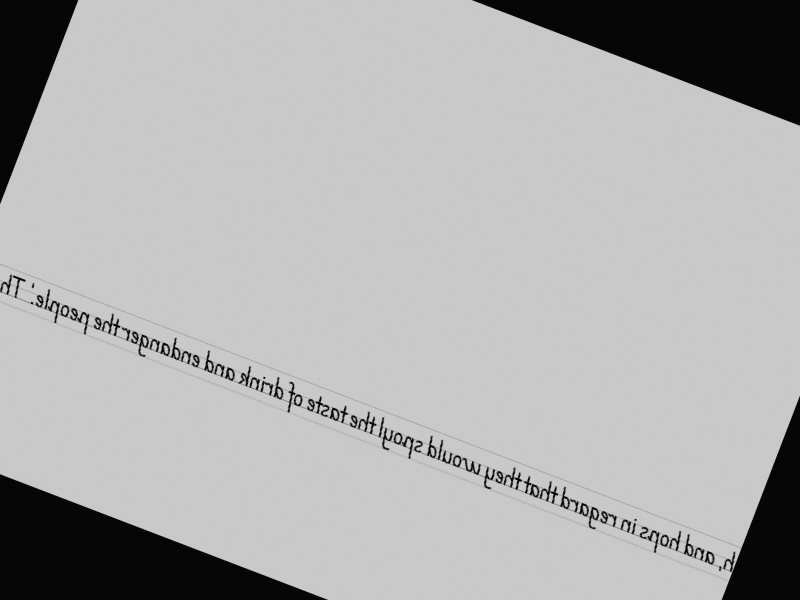 h, and hops in regard that they would spoyl the taste of drink and endanger the people.' Th